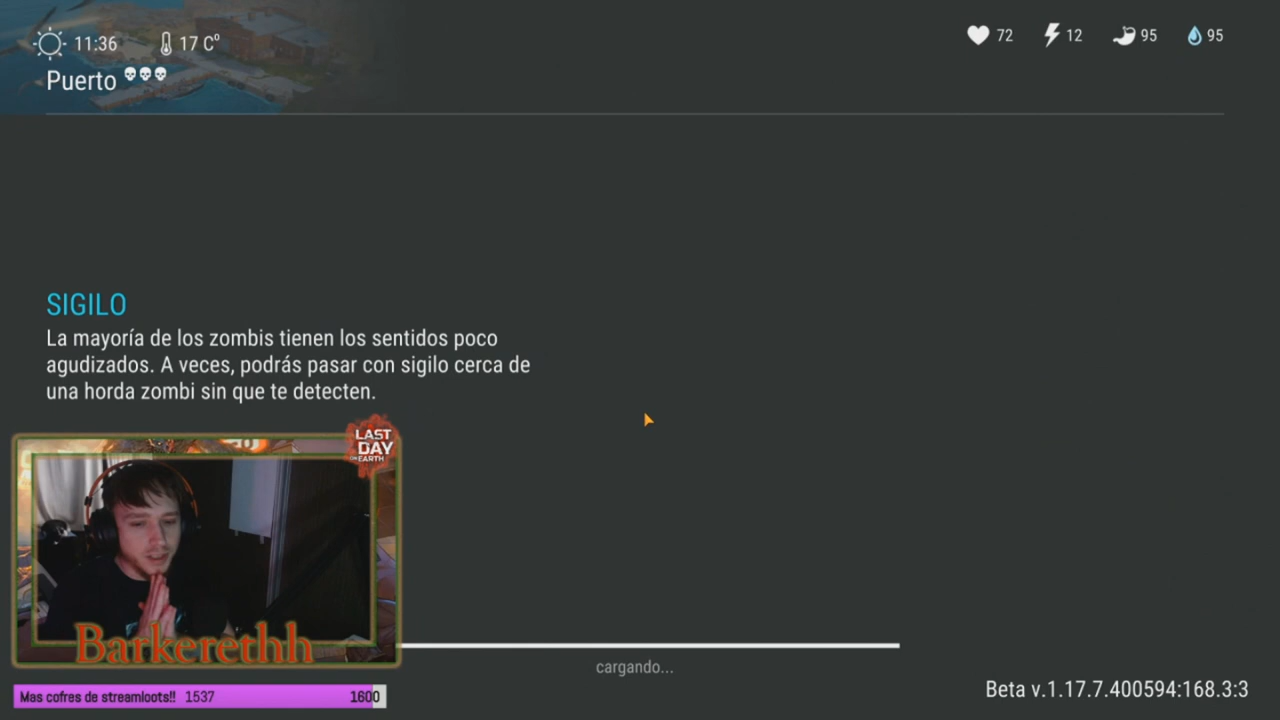 11:36 17 Cº
72 12 95 95
Puerto
SIGILO
La mayoría de los zombis tienen los sentidos poco
agudizados. A veces, podrás pasar con sigilo cerca de
una horda zombi sin que te detecten.
LAST
DAY
ON EARTH
Barkerethh
cargando...
Mas cofres de streamloots!! 1537 1600
Beta v.1.17.7.400594:168.3:3